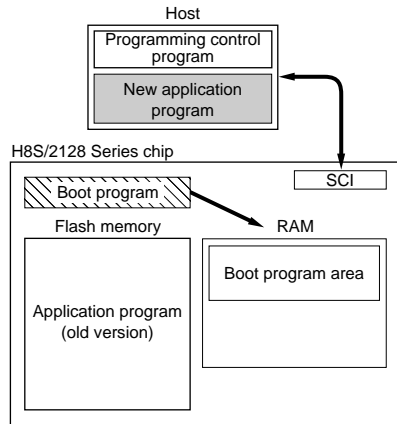 Host
Programming control
program
New application
program
H8S/2128 Series chip
SCI
Boot program
Flash memory
RAM
Boot program area
Application program
(old version)